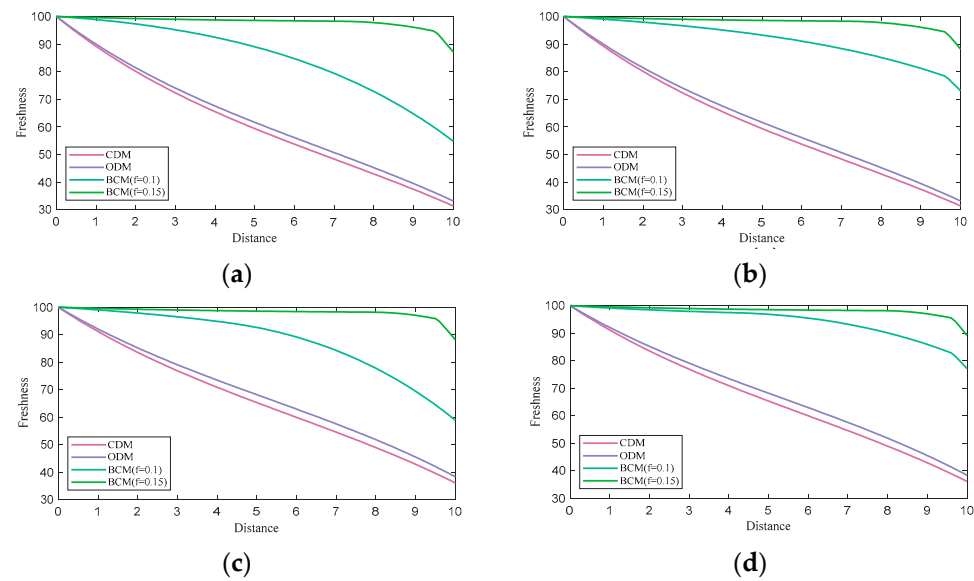 100
90
80
70
60
50
40
30
Freshness
CDM
ODM
BCM(f=0.1)
BCM(f=0.15)
0 1 2 3 4 5 6 7 8 9 10
Distance
(a)
100
90
80
70
60
50
40
30
Freshness
CDM
ODM
BCM(f=0.1)
BCM(f=0.15)
0 1 2 3 4 5 6 7 8 9 10
Distance
(b)
100
90
80
70
60
50
40
30
Freshness
CDM
ODM
BCM(f=0.1)
BCM(f=0.15)
0 1 2 3 4 5 6 7 8 9 10
Distance
(c)
100
90
80
70
60
50
40
30
Freshness
CDM
ODM
BCM(f=0.1)
BCM(f=0.15)
0 1 2 3 4 5 6 7 8 9 10
Distance
(d)